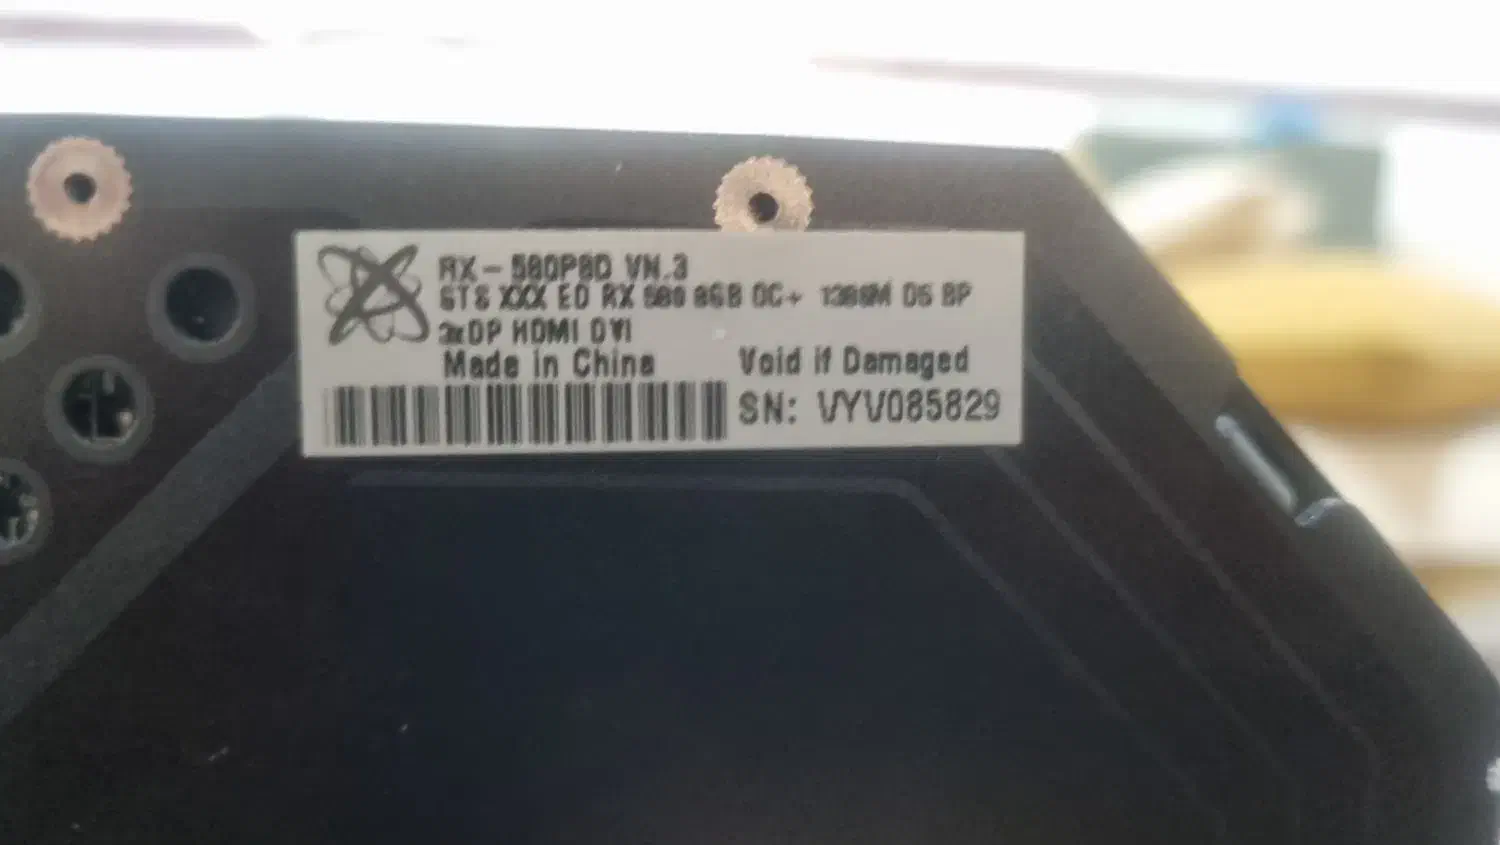 RX-580P8D VN.3
GTS XXX ED RX 580 8GB OC+ 1386M D5 BP
3xDP HDMI DVI
Made in China
Void if Damaged
SN: VYV085829